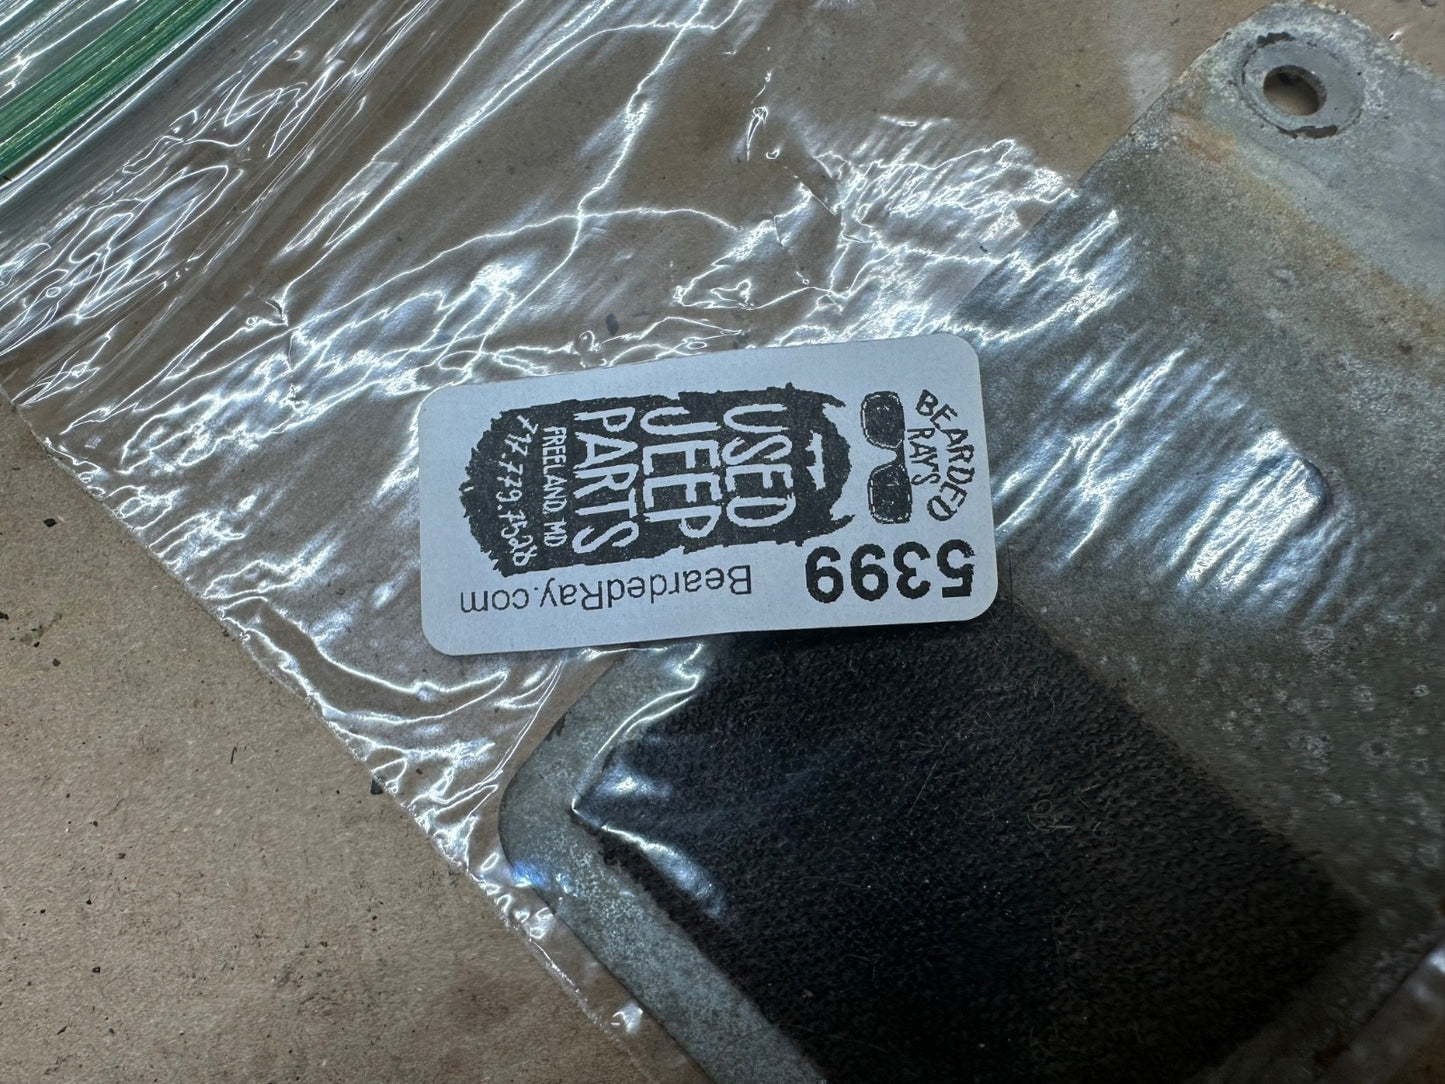 BEARDED
RAY'S
USED
JEEP
PARTS
FREELAND, MD
717.779.7528
5399
BeardedRay.com